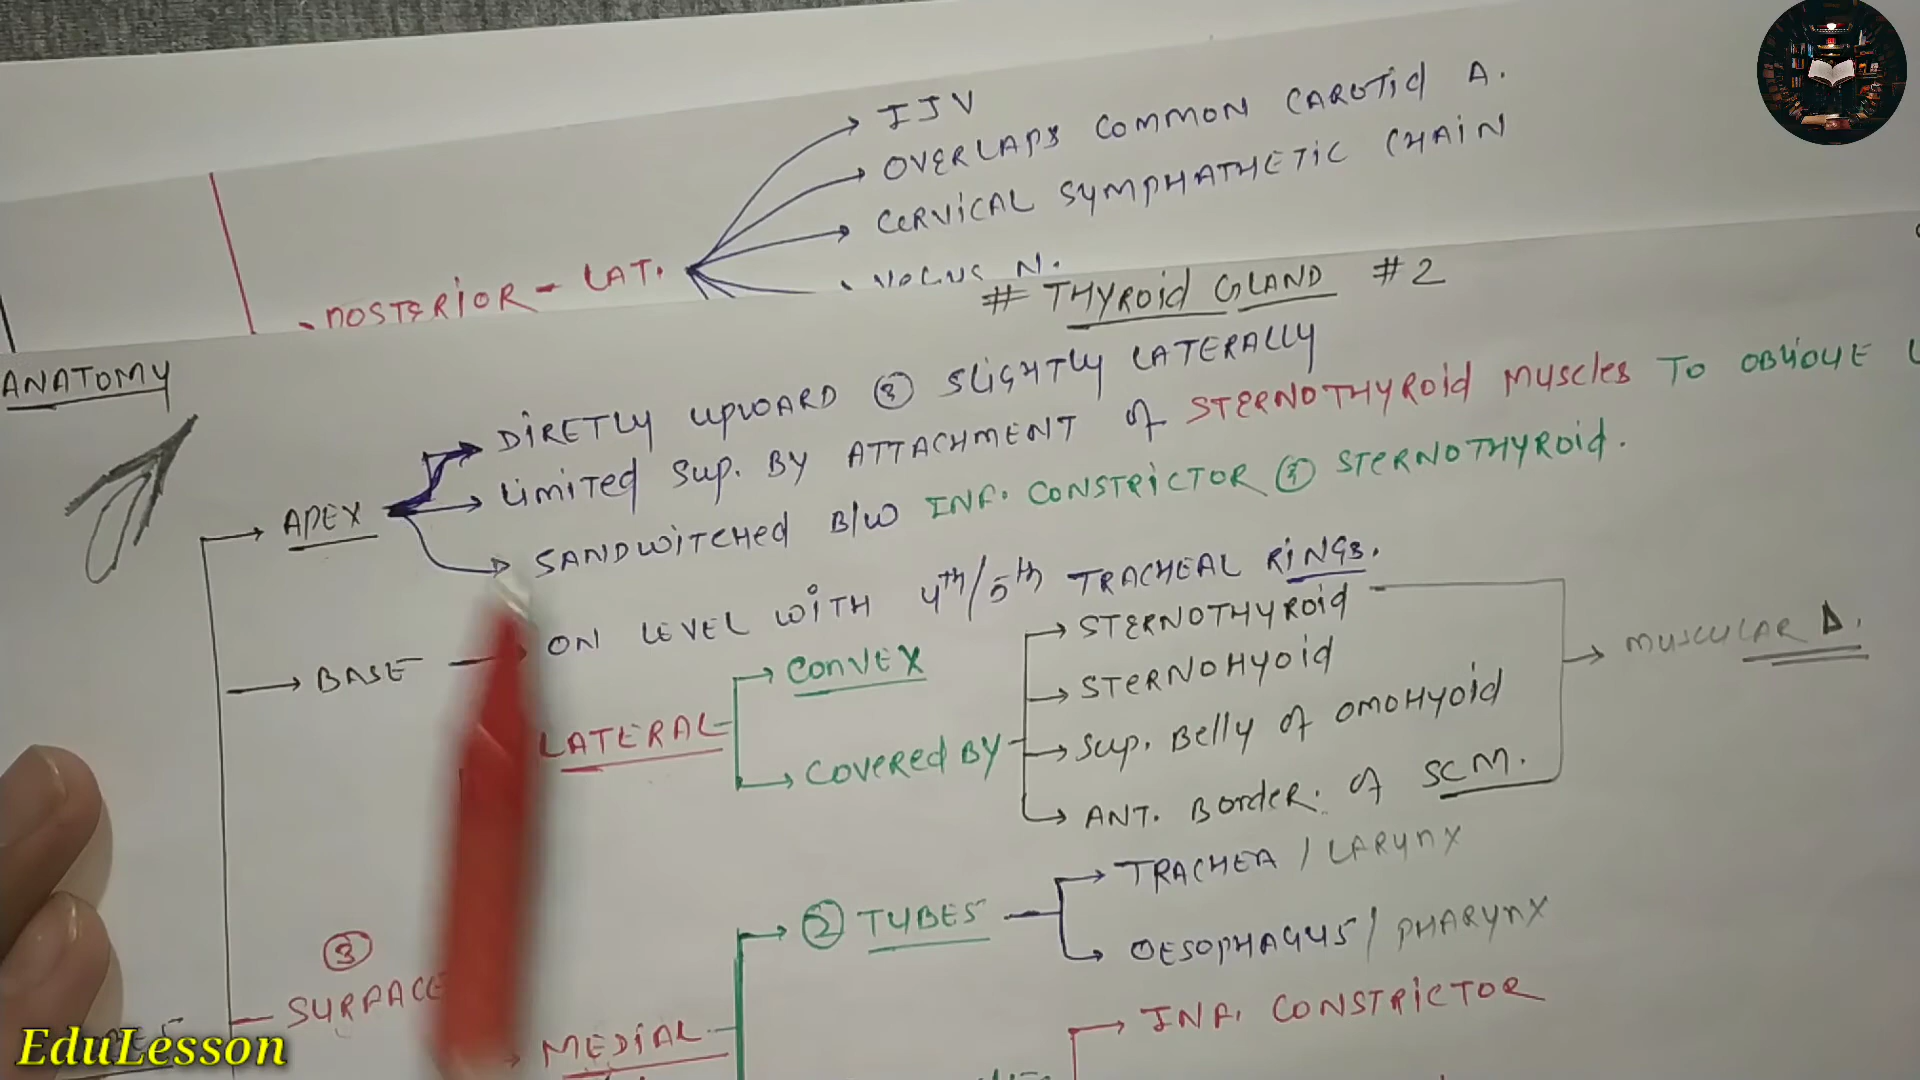 IJV
OVERLAPS COMMON CAROTID A.
CERVICAL SYMPHATHETIC CHAIN
POSTERIOR - LAT.
N.
# THYROID GLAND # 2
ANATOMY
DIRETLY UPWARD & SLIGHTLY LATERALLY
APEX
LIMITED SUP. BY ATTACHMENT OF STERNOTHYROID MUSCLES TO
SANDWITCHED B/W INF. CONSTRICTOR & STERNOTHYROID.
BASE
ON LEVEL WITH 4th/5th TRACHEAL RINGS.
LATERAL
CONVEX
COVERED BY
STERNOTHYROID
STERNOHYOID
SUP. BELLY OF OMOHYOID
ANT. BORDER. OF SCM.
MUSCULAR Δ.
3
SURFACE
MEDIAL
2 TUBES
TRACHEA / LARYNX
OESOPHAGUS / PHARYNX
INF. CONSTRICTOR
EduLesson